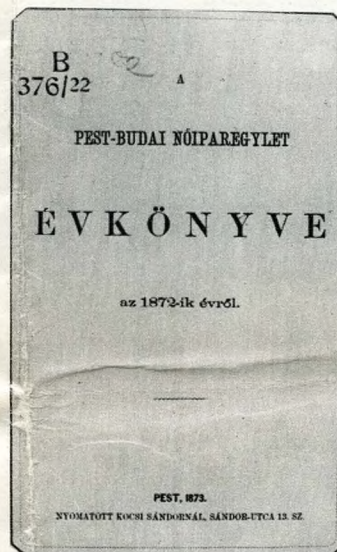 B
376/22
A
PEST-BUDAI NŐIPAREGYLET
ÉVKÖNYVE
az 1872-ik évről.
PEST, 1873.
NYOMATOTT KOCSI SÁNDORNÁL, SÁNDOR-UTCA 13. SZ.